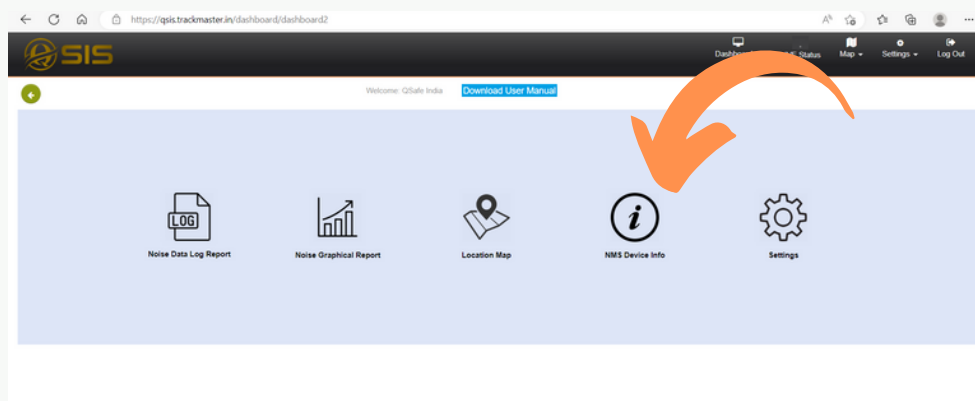 https://qsis.trackmaster.in/dashboard/dashboard2
SIS
Status
Map
Settings
Log Out
Welcome: QSafe India
Download User Manual
LOG
i
Noise Data Log Report
Noise Graphical Report
Location Map
NMS Device Info
Settings